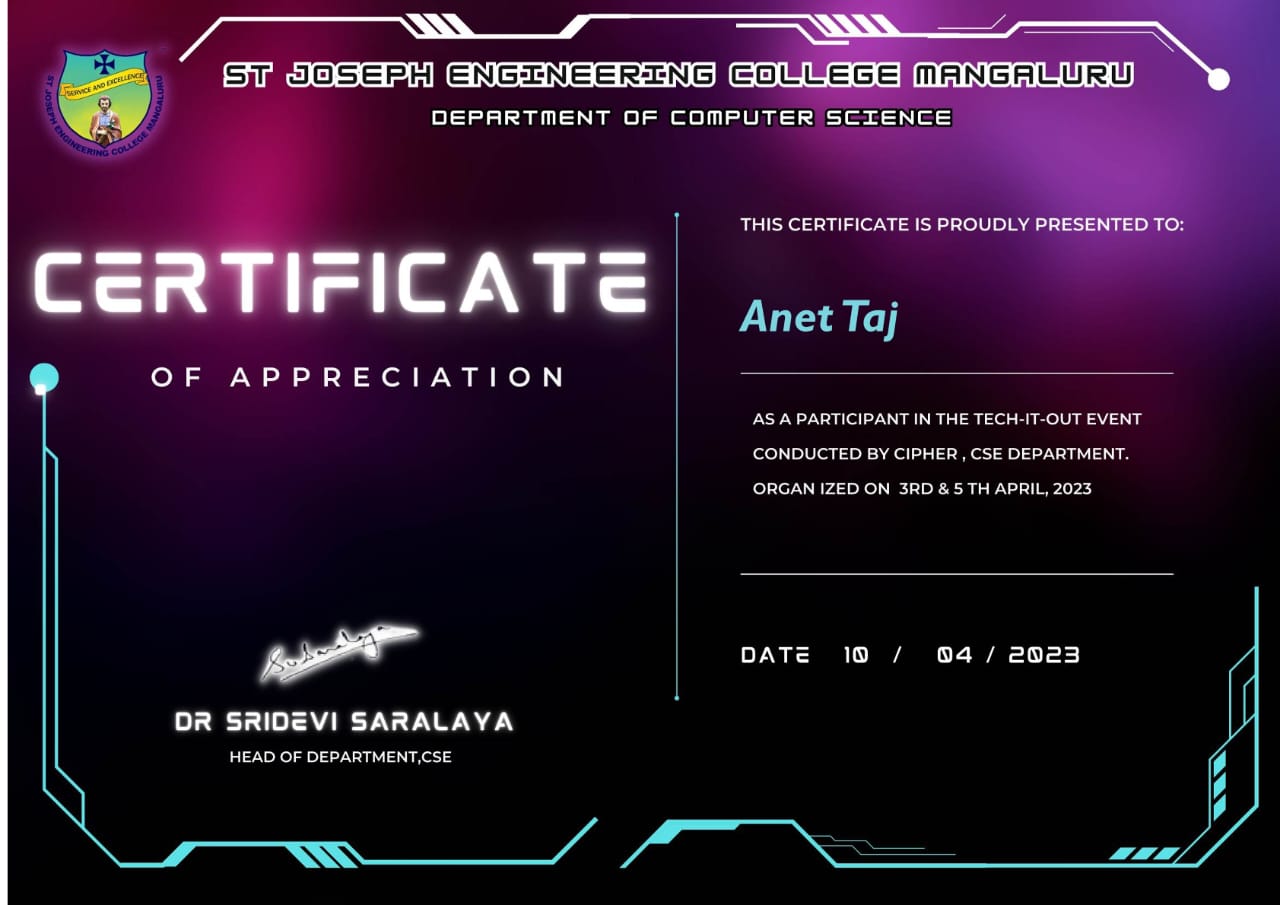 ST JOSEPH ENGINEERING COLLEGE MANGALURU
DEPARTMENT OF COMPUTER SCIENCE
SERVICE AND EXCELLENCE
ST JOSEPH ENGINEERING COLLEGE MANGALURU
CERTIFICATE
OF APPRECIATION
THIS CERTIFICATE IS PROUDLY PRESENTED TO:
Anet Taj
AS A PARTICIPANT IN THE TECH-IT-OUT EVENT
CONDUCTED BY CIPHER , CSE DEPARTMENT.
ORGAN IZED ON 3RD & 5 TH APRIL, 2023
DATE 10 / 04 / 2023
DR SRIDEVI SARALAYA
HEAD OF DEPARTMENT,CSE